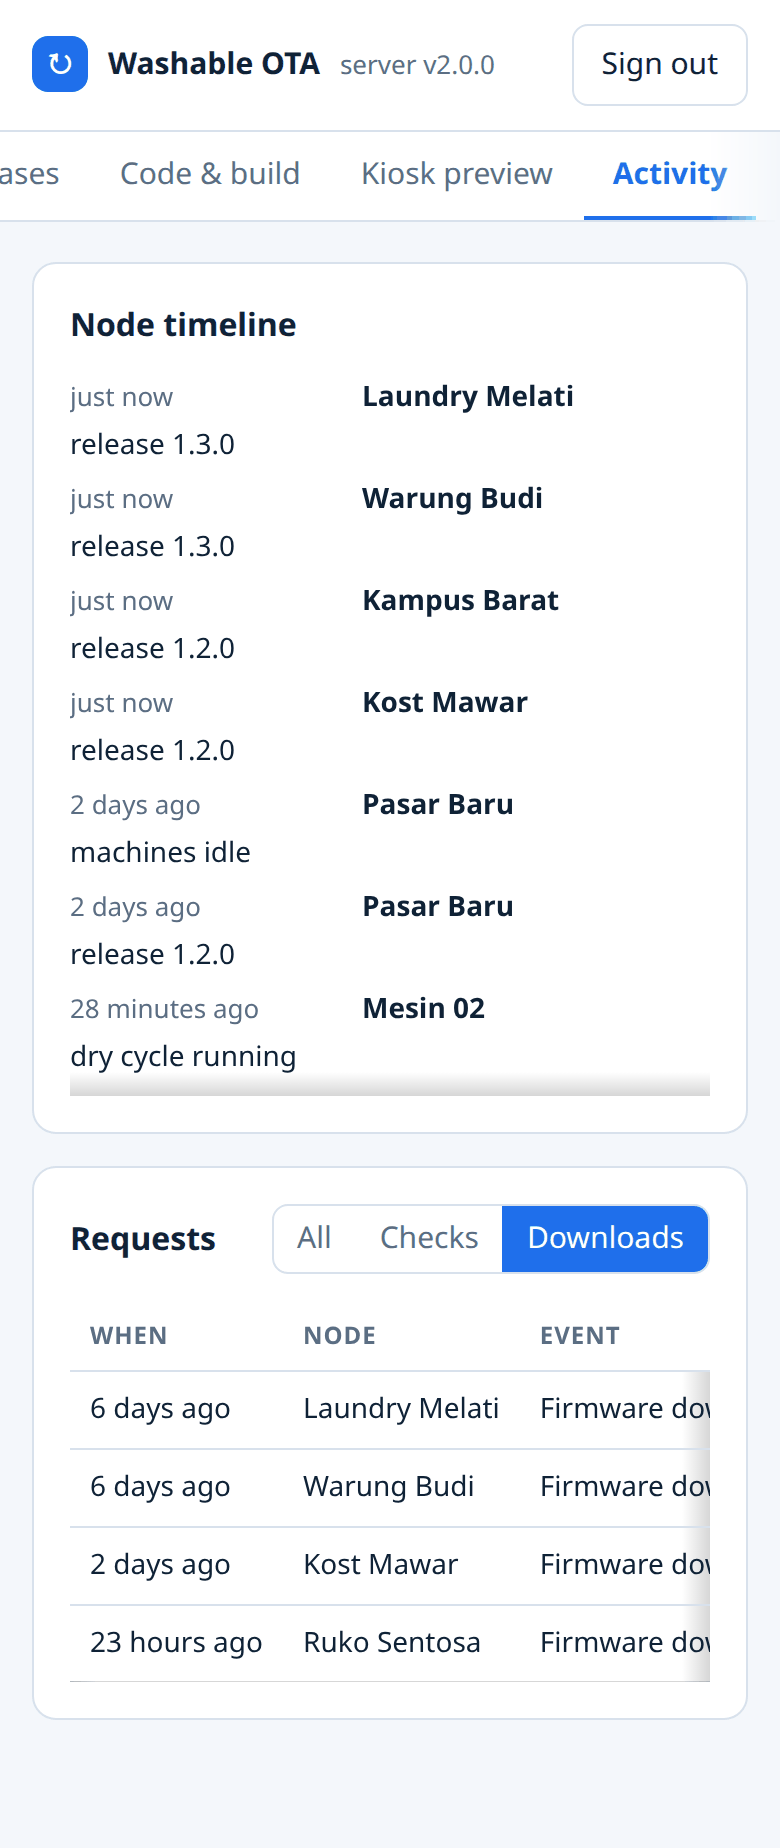 Washable OTA server v2.0.0 Sign out
ases Code & build Kiosk preview Activity
Node timeline
just now Laundry Melati
release 1.3.0
just now Warung Budi
release 1.3.0
just now Kampus Barat
release 1.2.0
just now Kost Mawar
release 1.2.0
2 days ago Pasar Baru
machines idle
2 days ago Pasar Baru
release 1.2.0
28 minutes ago Mesin 02
dry cycle running
Requests All Checks Downloads
WHEN NODE EVENT
6 days ago Laundry Melati Firmware dow
6 days ago Warung Budi Firmware dow
2 days ago Kost Mawar Firmware dow
23 hours ago Ruko Sentosa Firmware dow